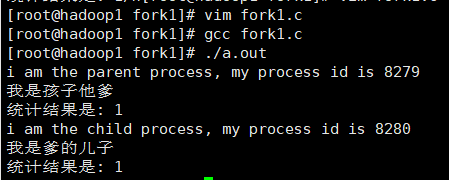 [root@hadoop1 fork1]# vim fork1.c
[root@hadoop1 fork1]# gcc fork1.c
[root@hadoop1 fork1]# ./a.out
i am the parent process, my process id is 8279
我是孩子他爹
统计结果是: 1
i am the child process, my process id is 8280
我是爹的儿子
统计结果是: 1